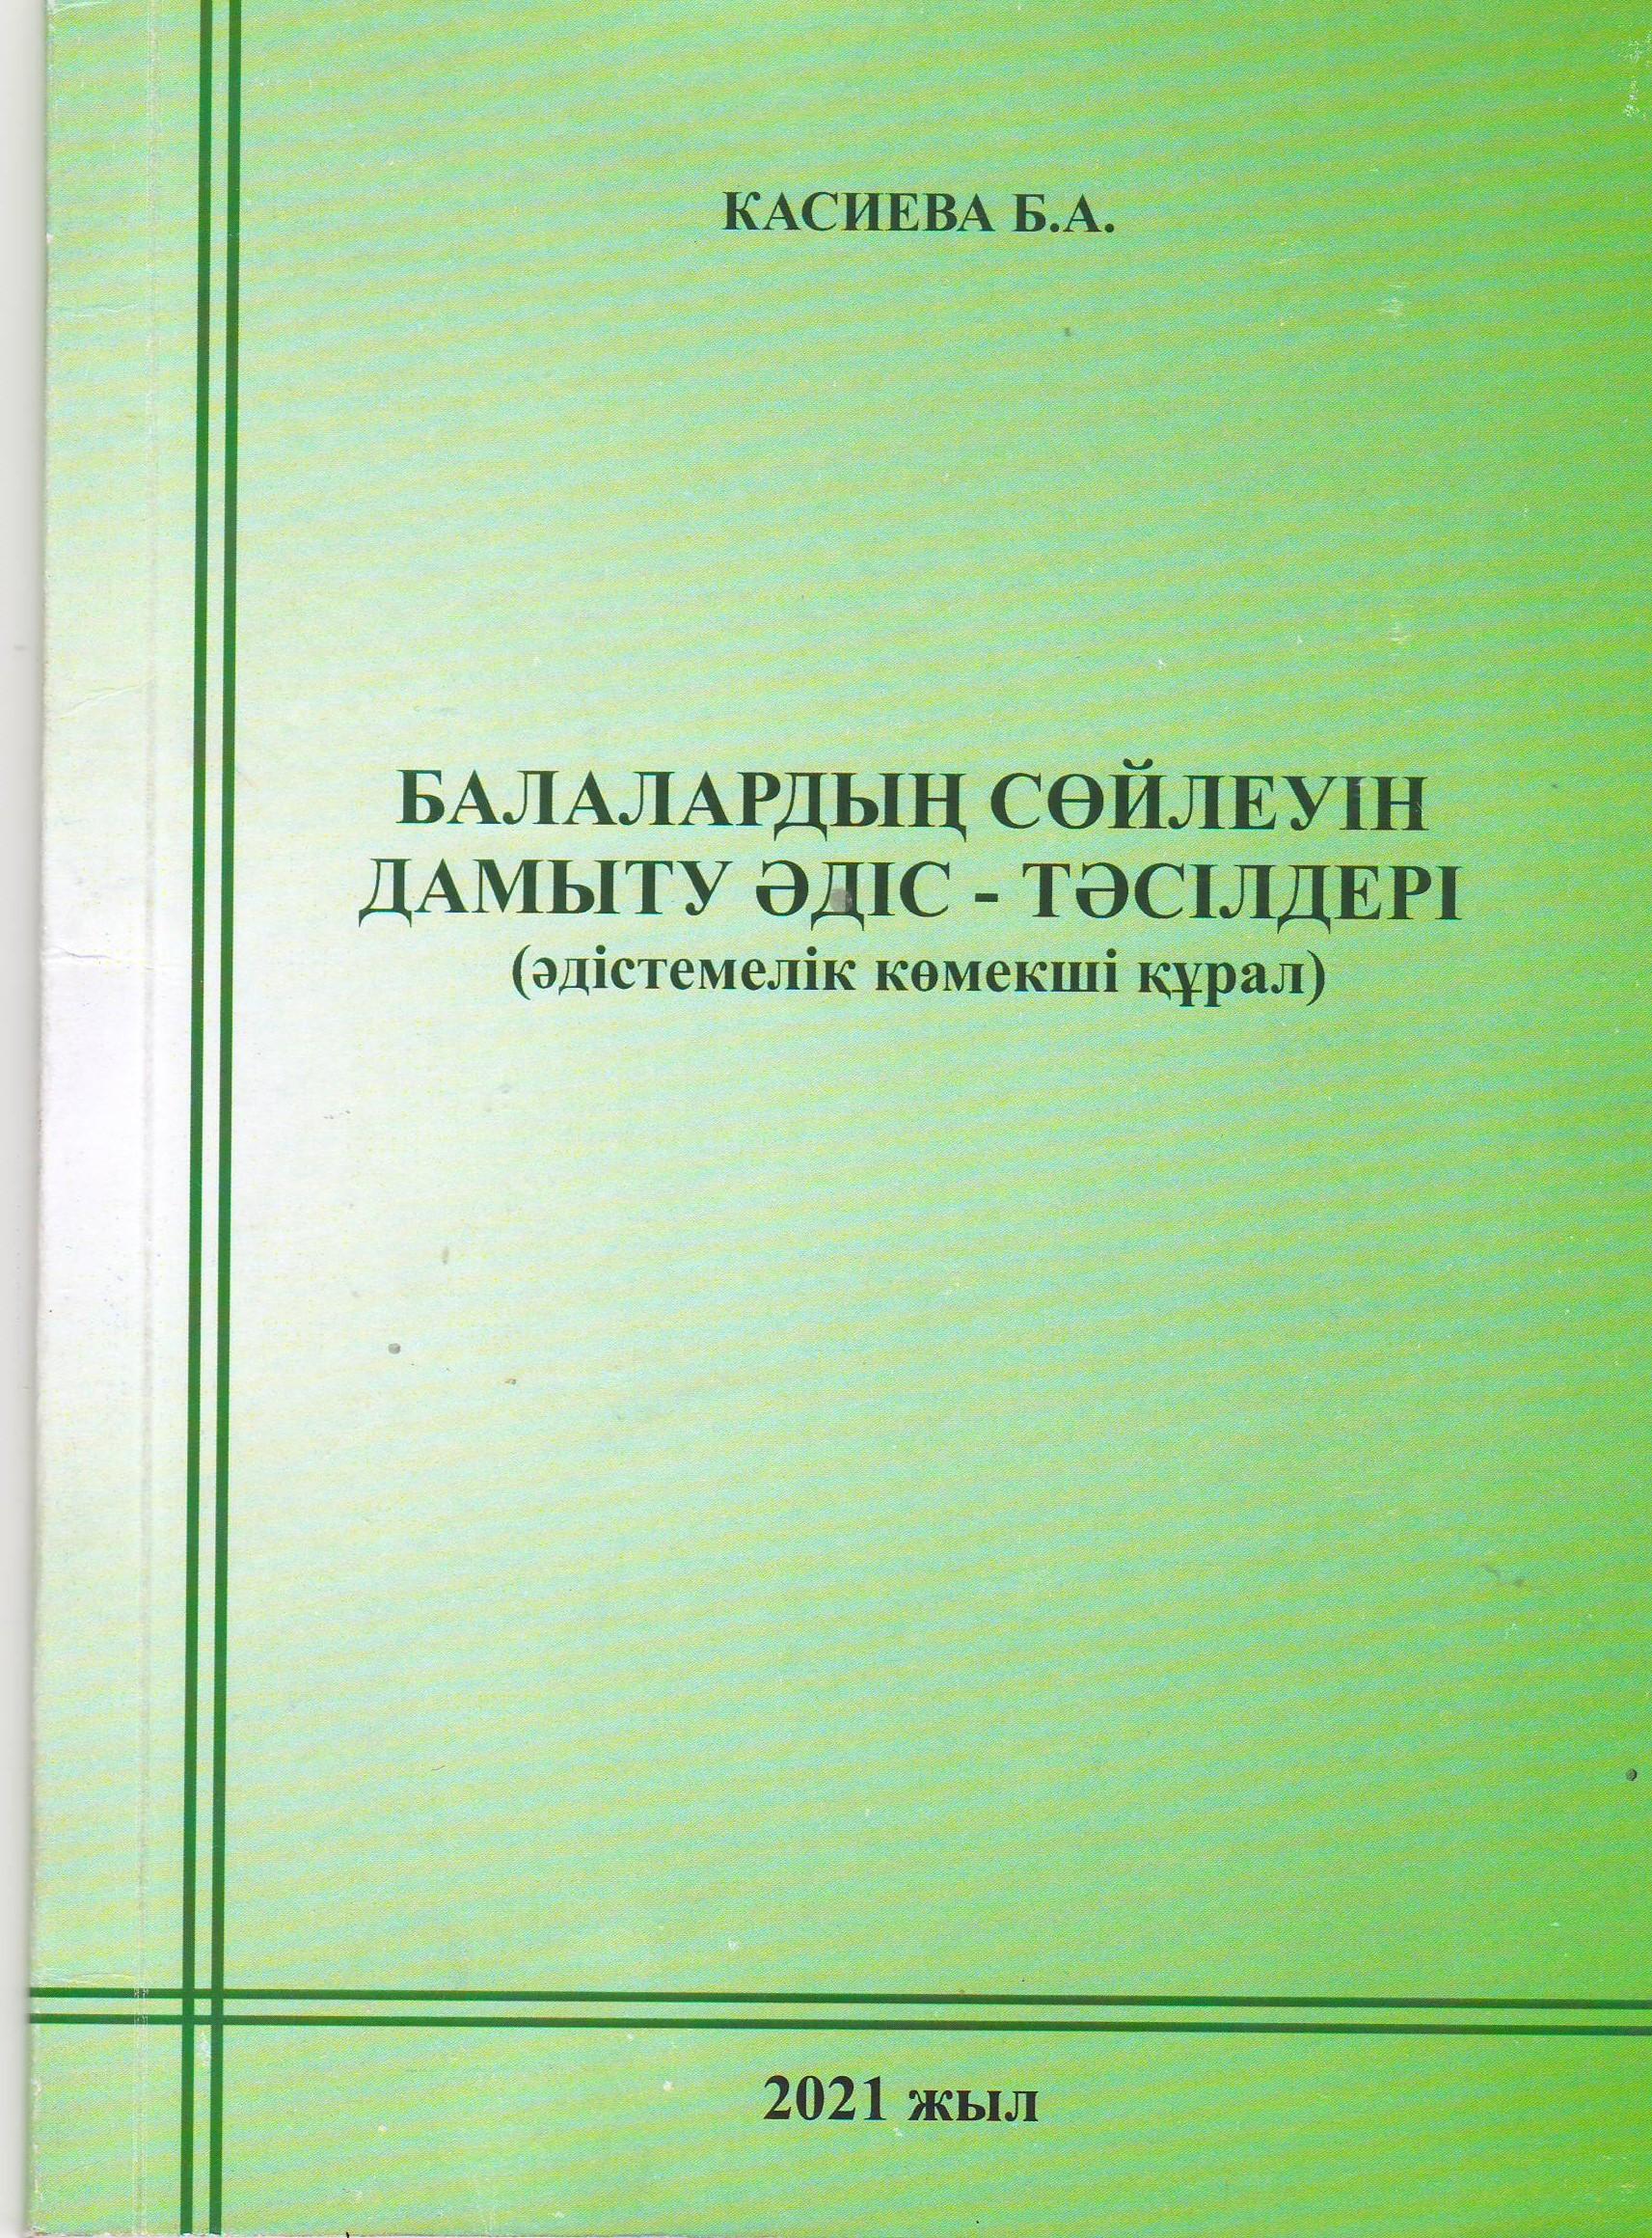 КАСИЕВА Б.А.
БАЛАЛАРДЫҢ СӨЙЛЕУІН
ДАМЫТУ ӘДІС - ТӘСІЛДЕРІ
(әдістемелік көмекші құрал)
2021 жыл